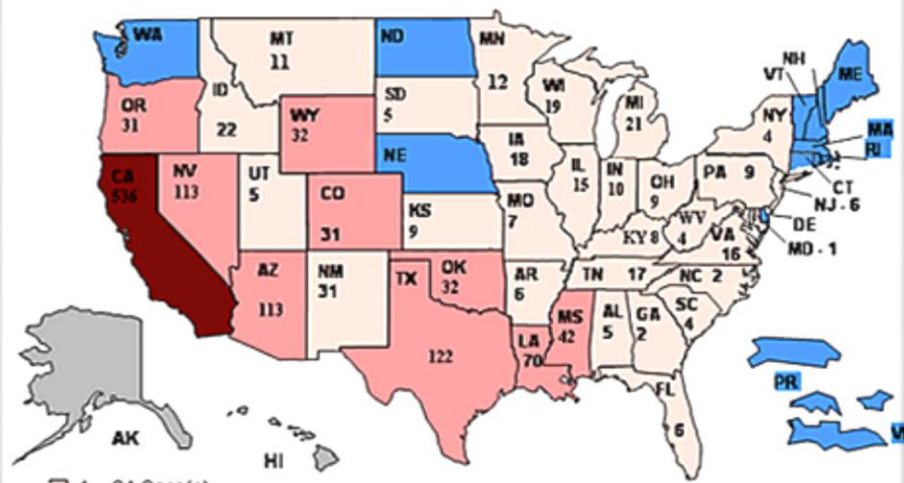 WA
MT
11
ND
MN
12
NH
VT
ME
OR
31
ID
22
WY
32
SD
5
WI
19
MI
21
NY
4
MA
RI
CA
536
NV
113
UT
5
CO
31
NE
IA
18
IL
15
IN
10
OH
9
PA 9
CT
NJ - 6
DE
MD - 1
KS
9
MO
7
KY 8
WV
4
VA
16
AZ
113
NM
31
TX
122
OK
32
AR
6
TN 17
NC 2
SC
4
MS
42
AL
5
GA
2
LA
70
FL
6
AK
HI
PR